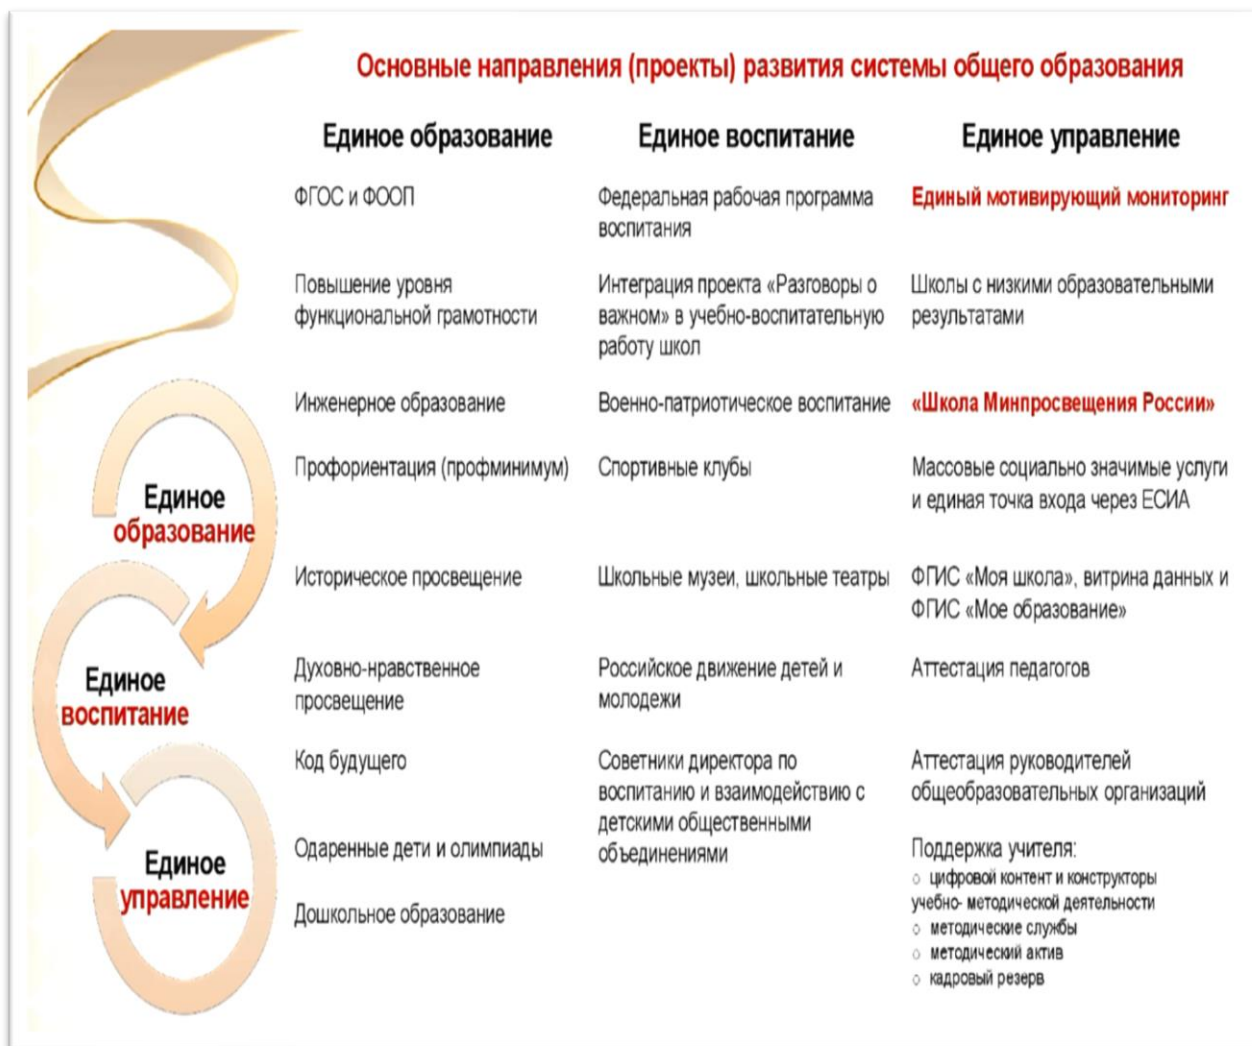 Основные направления (проекты) развития системы общего образования
Единое образование
ФГОС и ФООП
Повышение уровня
функциональной грамотности
Инженерное образование
Профориентация (профминимум)
Историческое просвещение
Духовно-нравственное
просвещение
Код будущего
Одаренные дети и олимпиады
Дошкольное образование
Единое воспитание
Федеральная рабочая программа
воспитания
Интеграция проекта «Разговоры о
важном» в учебно-воспитательную
работу школ
Военно-патриотическое воспитание
Спортивные клубы
Школьные музеи, школьные театры
Российское движение детей и
молодежи
Советники директора по
воспитанию и взаимодействию с
детскими общественными
объединениями
Единое управление
Единый мотивирующий мониторинг
Школы с низкими образовательными
результатами
«Школа Минпросвещения России»
Массовые социально значимые услуги
и единая точка входа через ЕСИА
ФГИС «Моя школа», витрина данных и
ФГИС «Мое образование»
Аттестация педагогов
Аттестация руководителей
общеобразовательных организаций
Поддержка учителя:
○ цифровой контент и конструкторы
учебно- методической деятельности
○ методические службы
○ методический актив
○ кадровый резерв
Единое
образование
Единое
воспитание
Единое
управление